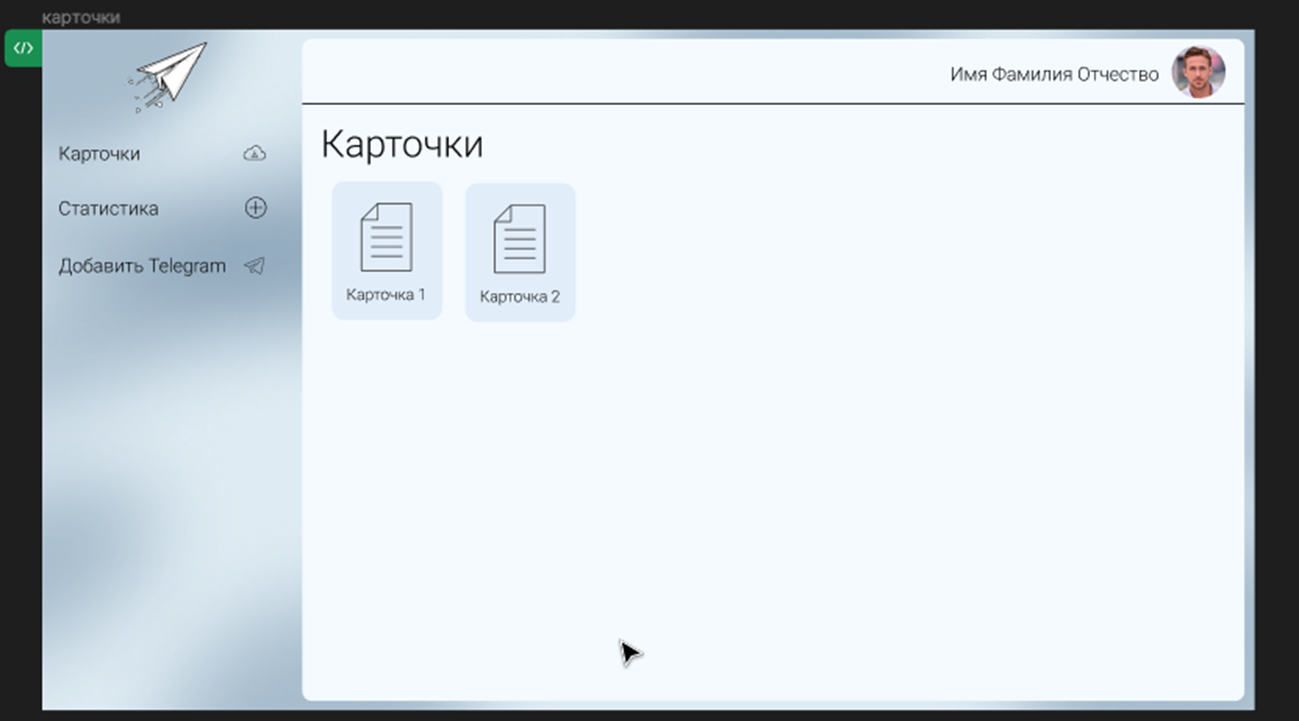 карточки
</>
Имя Фамилия Отчество
Карточки
Статистика
Добавить Telegram
Карточки
Карточка 1
Карточка 2